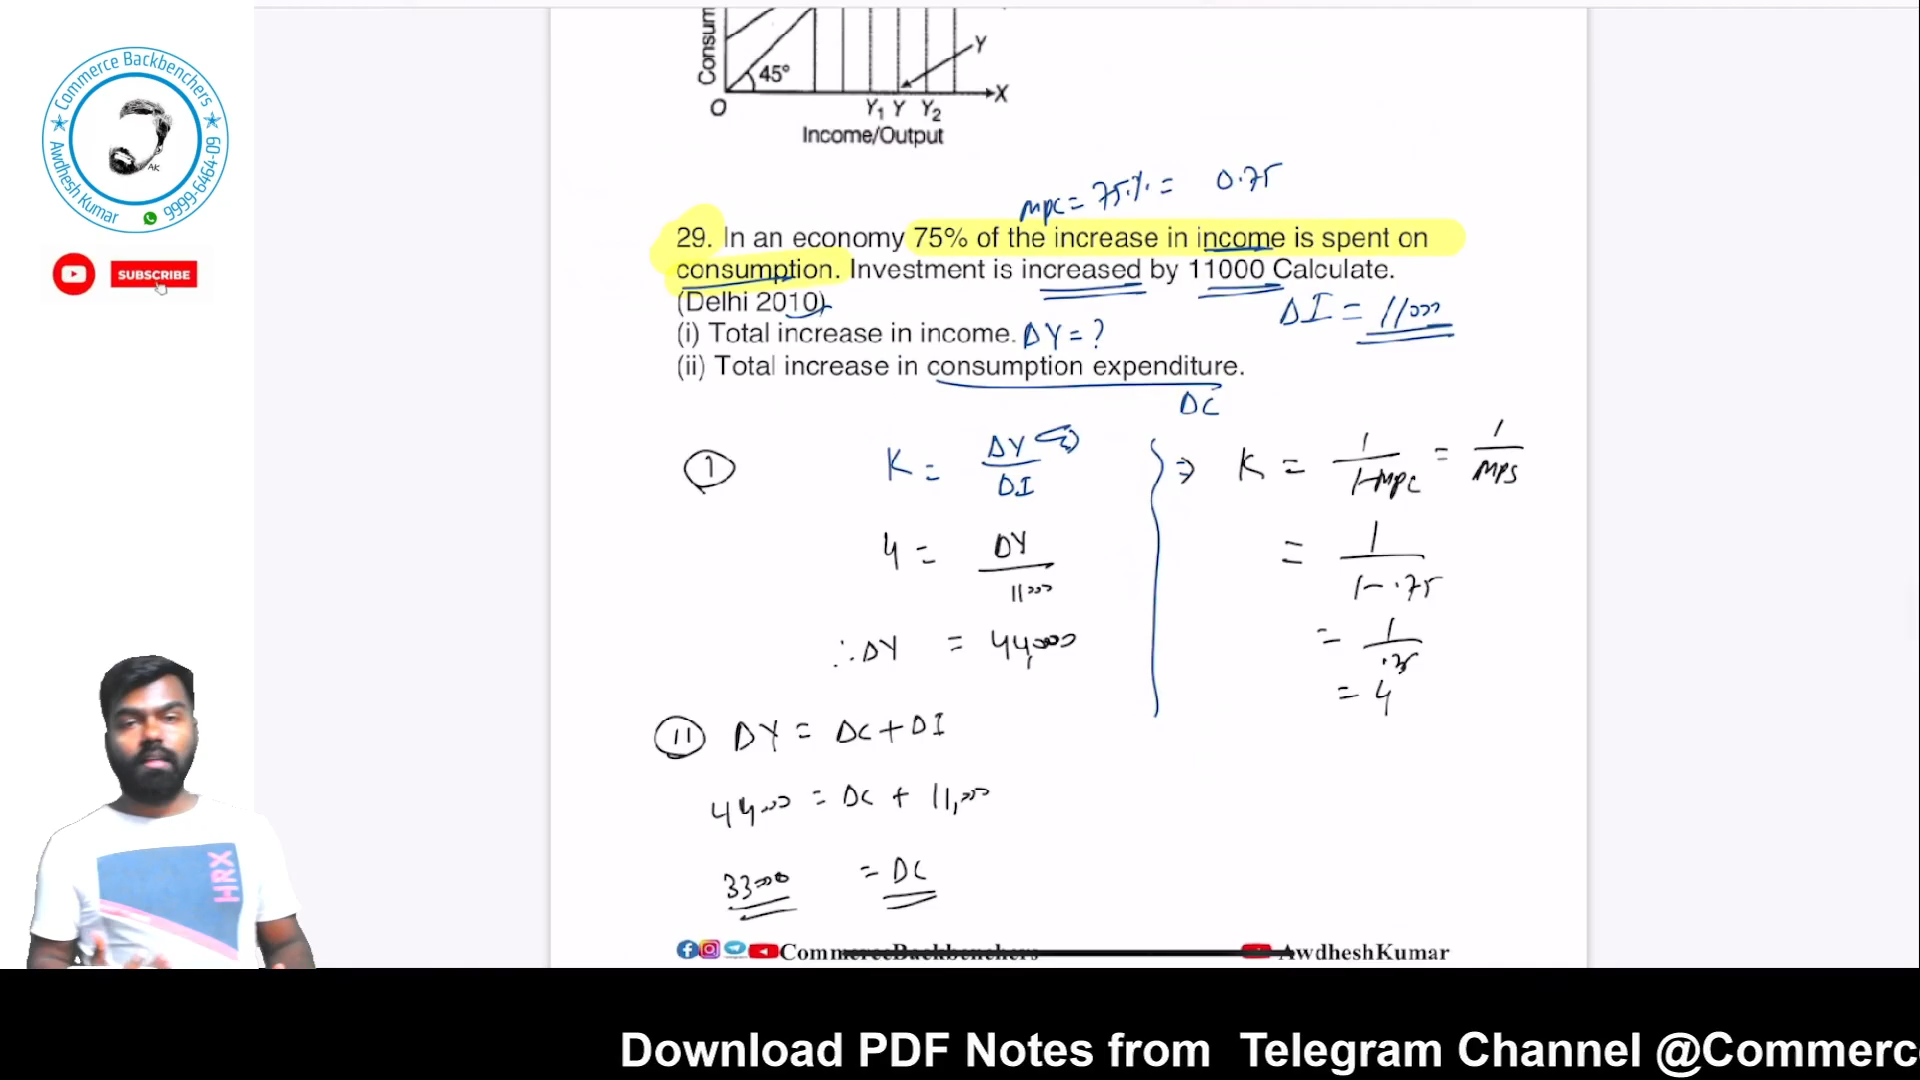 Commerce Backbenchers
Awdhesh Kumar
9999-6464-09
AK
SUBSCRIBE
Consum
45°
Y
O
X
Y₁ Y Y₂
Income/Output
MPC = 75% = 0.75
29. In an economy 75% of the increase in income is spent on
consumption. Investment is increased by 11000 Calculate.
(Delhi 2010)
ΔI = 11000
(i) Total increase in income. ΔY = ?
(ii) Total increase in consumption expenditure.
ΔC
① K = ΔY/ΔI ⇒ K = 1/1-MPC = 1/MPS
4 = ΔY/11000 = 1/1-.75
= 1/.25
∴ ΔY = 44,000
= 4
⑪ ΔY = ΔC + ΔI
44000 = ΔC + 11,000
33000 = ΔC
HRX
CommerceBackbenchers AwdheshKumar
Download PDF Notes from Telegram Channel @Commerc